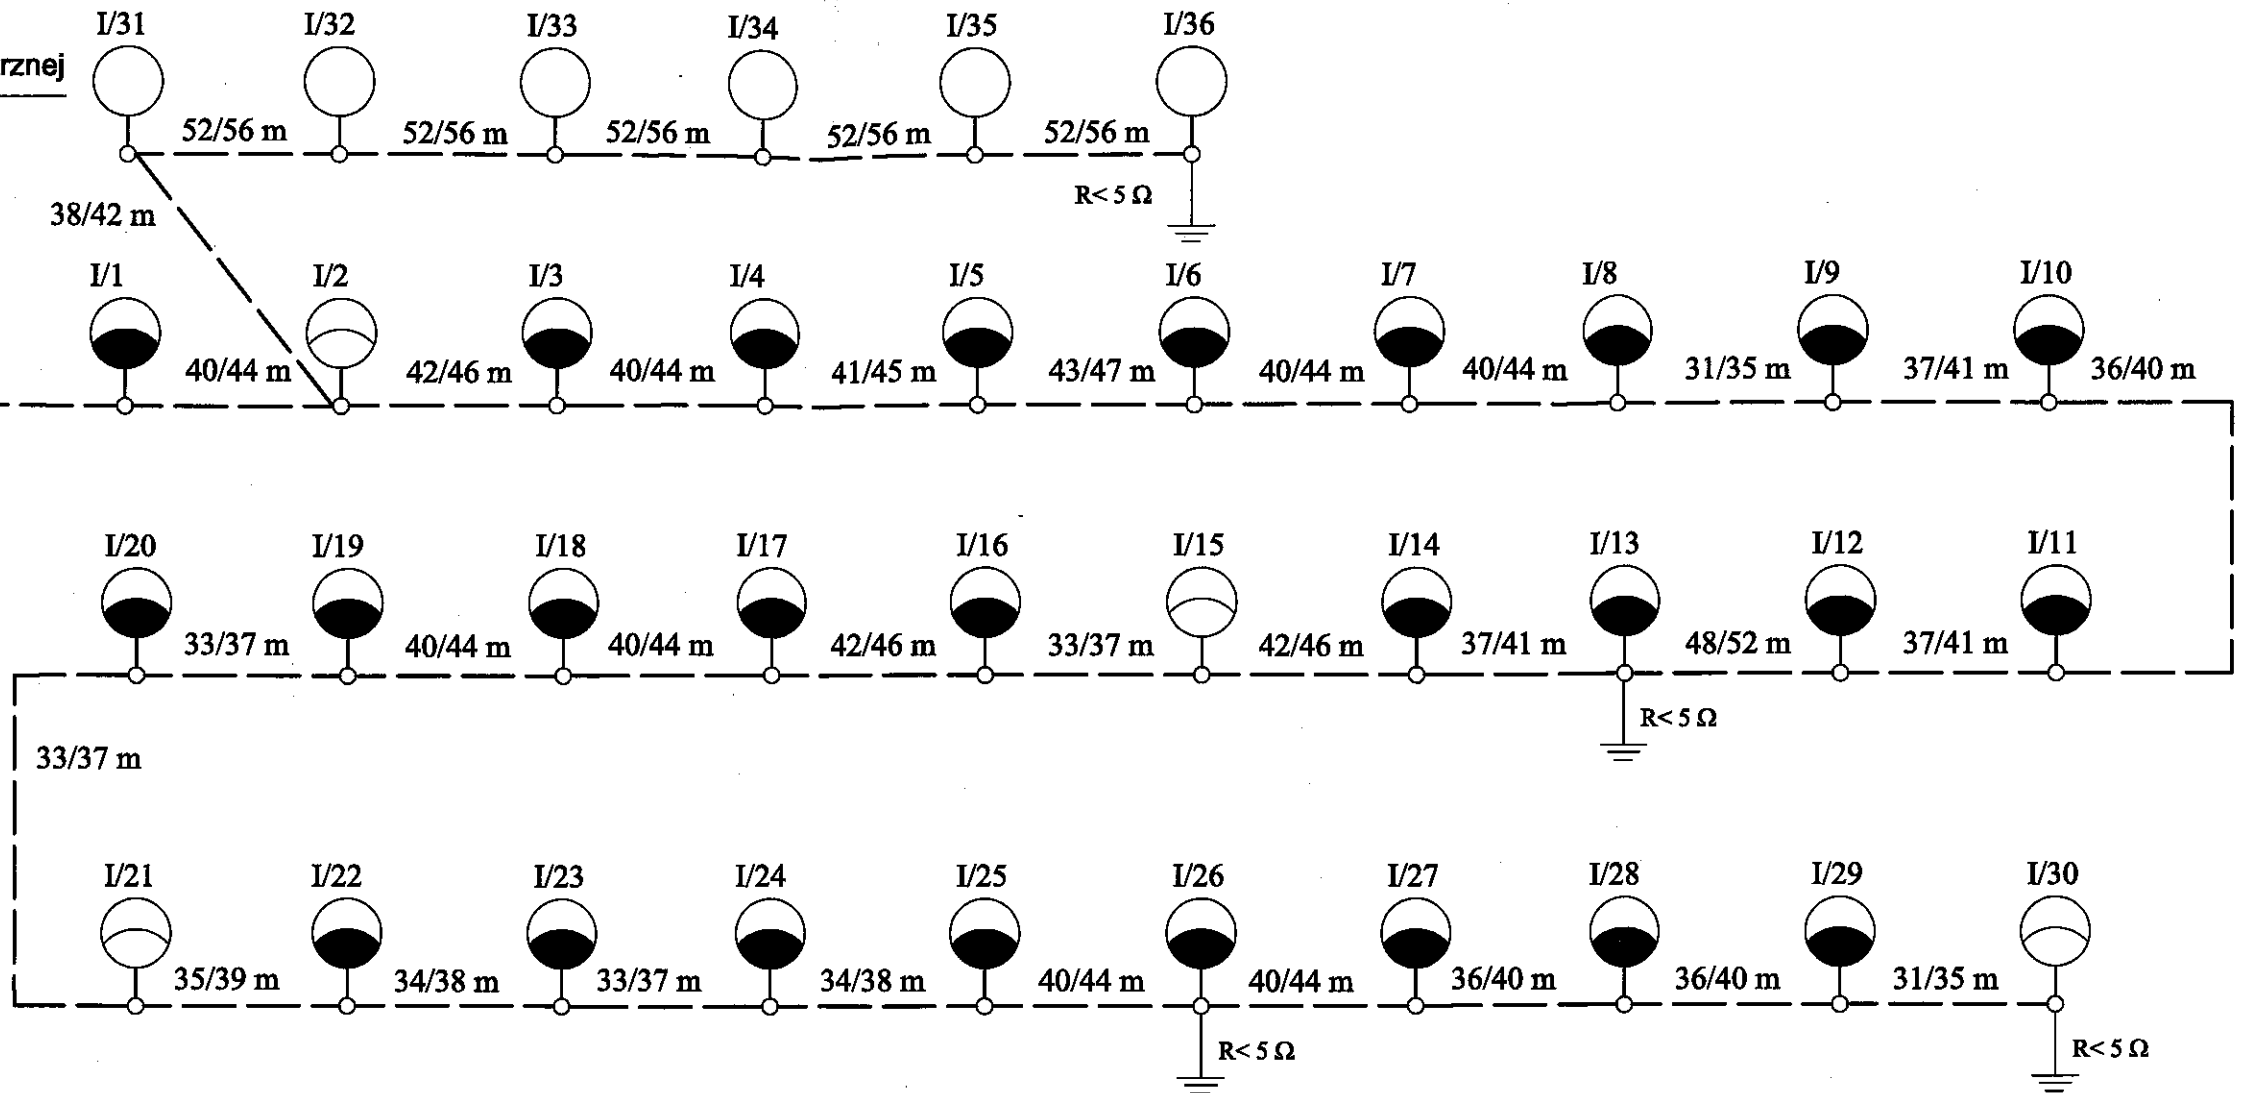 I/31 I/32 I/33 I/34 I/35 I/36
rznej
52/56 m 52/56 m 52/56 m 52/56 m 52/56 m
R< 5 Ω
38/42 m
I/1 I/2 I/3 I/4 I/5 I/6 I/7 I/8 I/9 I/10
40/44 m 42/46 m 40/44 m 41/45 m 43/47 m 40/44 m 40/44 m 31/35 m 37/41 m 36/40 m
I/20 I/19 I/18 I/17 I/16 I/15 I/14 I/13 I/12 I/11
33/37 m 40/44 m 40/44 m 42/46 m 33/37 m 42/46 m 37/41 m 48/52 m 37/41 m
R< 5 Ω
33/37 m
I/21 I/22 I/23 I/24 I/25 I/26 I/27 I/28 I/29 I/30
35/39 m 34/38 m 33/37 m 34/38 m 40/44 m 40/44 m 36/40 m 36/40 m 31/35 m
R< 5 Ω R< 5 Ω